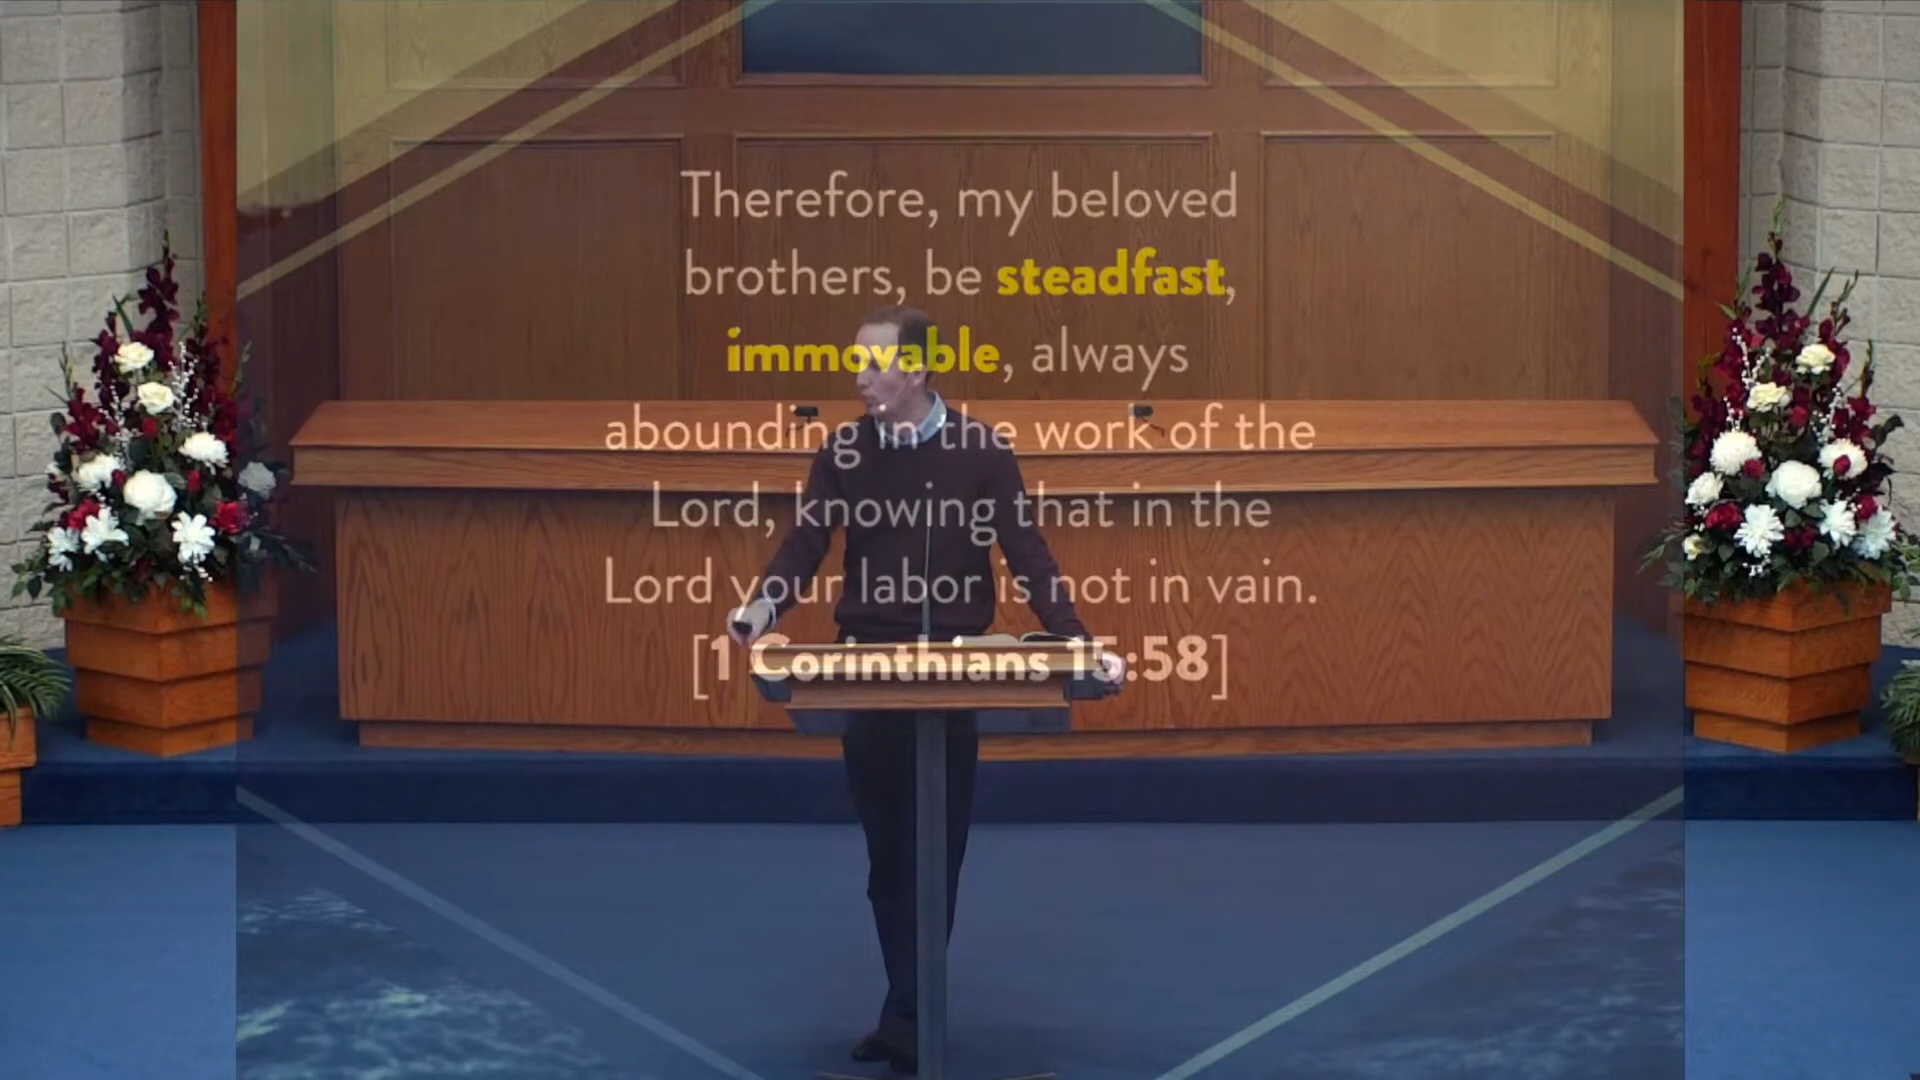 Therefore, my beloved
brothers, be steadfast,
immovable, always
abounding in the work of the
Lord, knowing that in the
Lord your labor is not in vain.
[1 Corinthians 15:58]